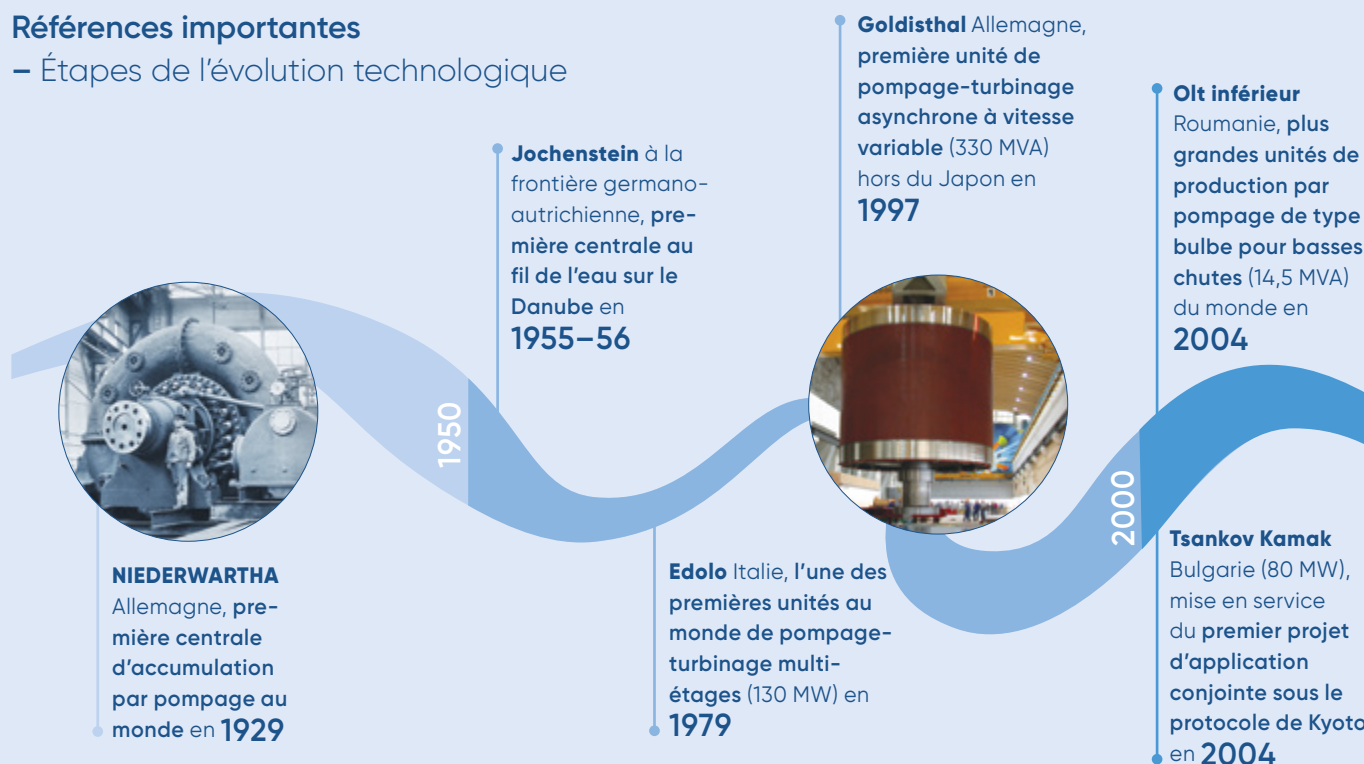 Références importantes
– Étapes de l'évolution technologique
NIEDERWARTHA
Allemagne, pre-
mière centrale
d'accumulation
par pompage au
monde en 1929
1950
Jochenstein à la
frontière germano-
autrichienne, pre-
mière centrale au
fil de l'eau sur le
Danube en
1955–56
Edolo Italie, l'une des
premières unités au
monde de pompage-
turbinage multi-
étages (130 MW) en
1979
Goldisthal Allemagne,
première unité de
pompage-turbinage
asynchrone à vitesse
variable (330 MVA)
hors du Japon en
1997
2000
Olt inférieur
Roumanie, plus
grandes unités de
production par
pompage de type
bulbe pour basses
chutes (14,5 MVA)
du monde en
2004
Tsankov Kamak
Bulgarie (80 MW),
mise en service
du premier projet
d'application
conjointe sous le
protocole de Kyoto
en 2004